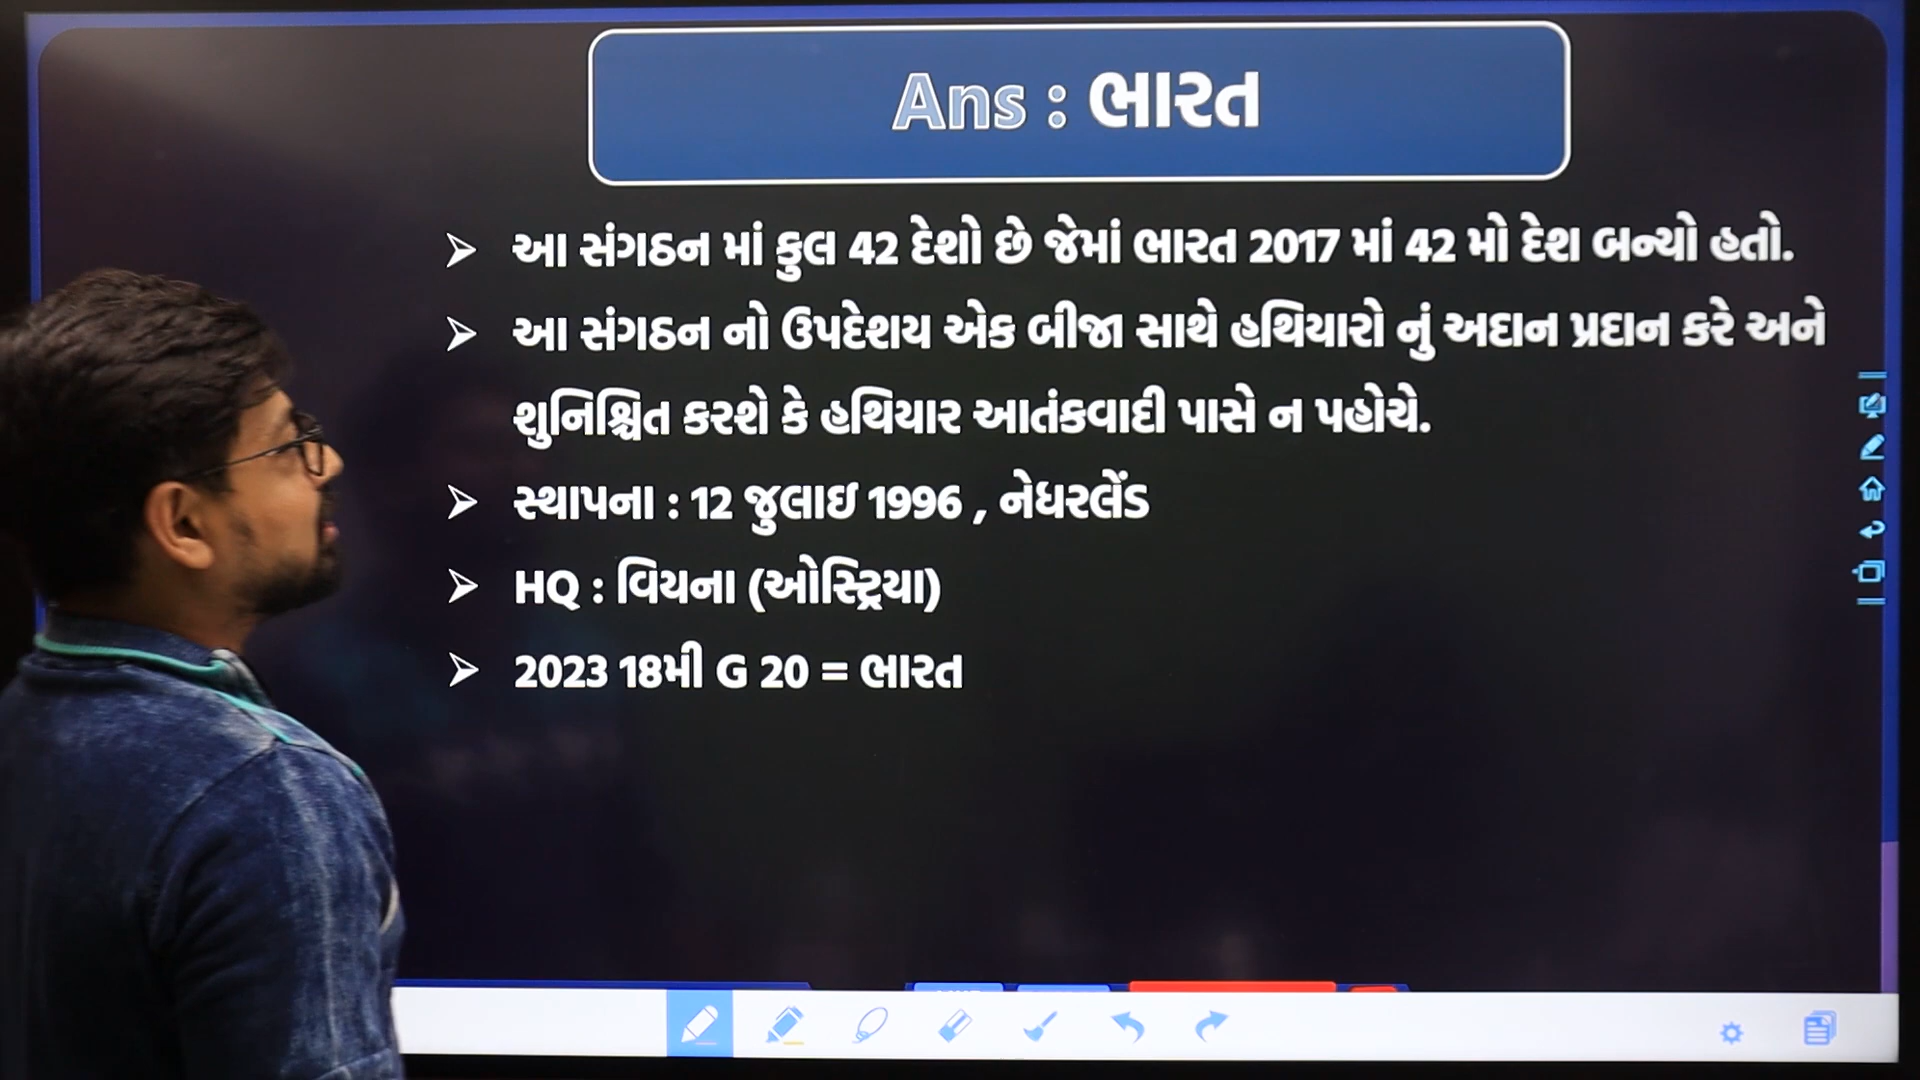 Ans : ભારત
➢ આ સંગઠન માં કુલ 42 દેશો છે જેમાં ભારત 2017 માં 42 મો દેશ બન્યો હતો.
➢ આ સંગઠન નો ઉપદેશય એક બીજા સાથે હથિયારો નું અદાન પ્રદાન કરે અને
શુનિશ્ચિત કરશે કે હથિયાર આતંકવાદી પાસે ન પહોચે.
➢ સ્થાપના : 12 જુલાઇ 1996 , નેધરલેંડ
➢ HQ : વિયના (ઓસ્ટ્રિયા)
➢ 2023 18મી G 20 = ભારત